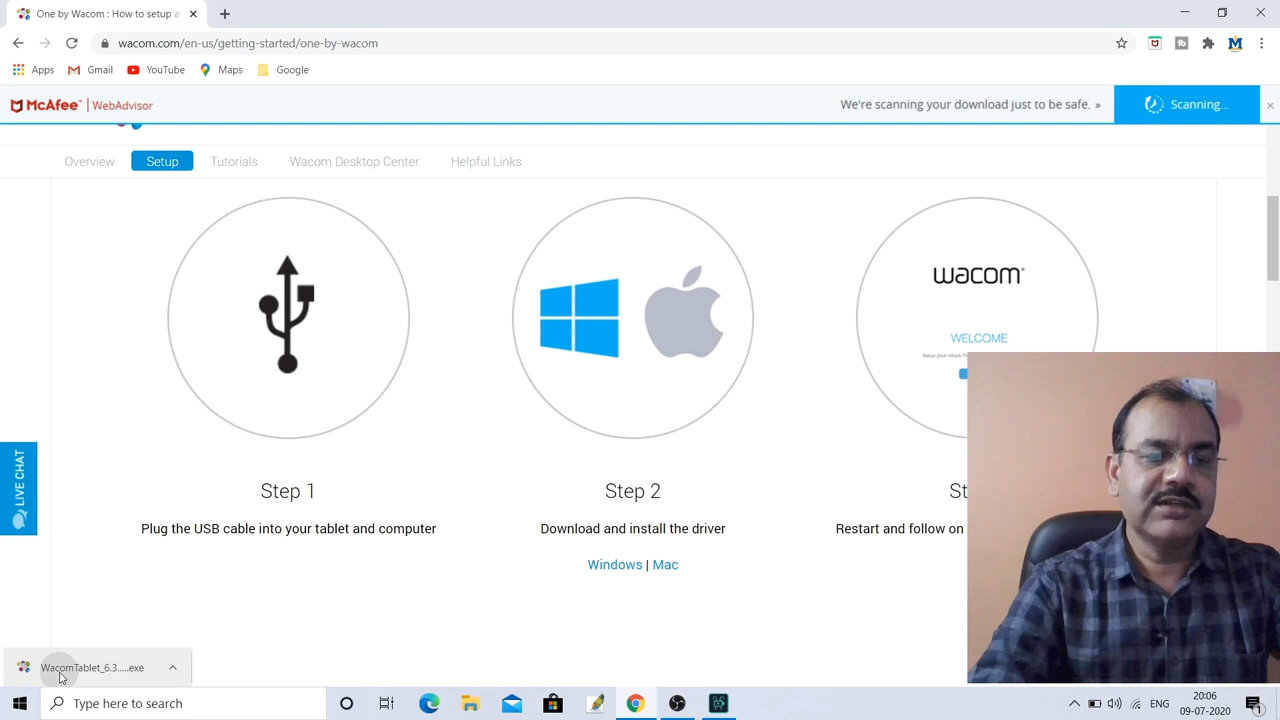 One by Wacom : How to setup a
wacom.com/en-us/getting-started/one-by-wacom
Apps Gmail YouTube Maps Google
McAfee™ | WebAdvisor
We're scanning your download just to be safe. »
Scanning...
Overview Setup Tutorials Wacom Desktop Center Helpful Links
wacom®
WELCOME
LIVE CHAT
Step 1
Step 2
St
Plug the USB cable into your tablet and computer
Download and install the driver
Restart and follow on
Windows | Mac
WacomTablet_6.3.....exe
Type here to search
ENG
20:06
09-07-2020
1